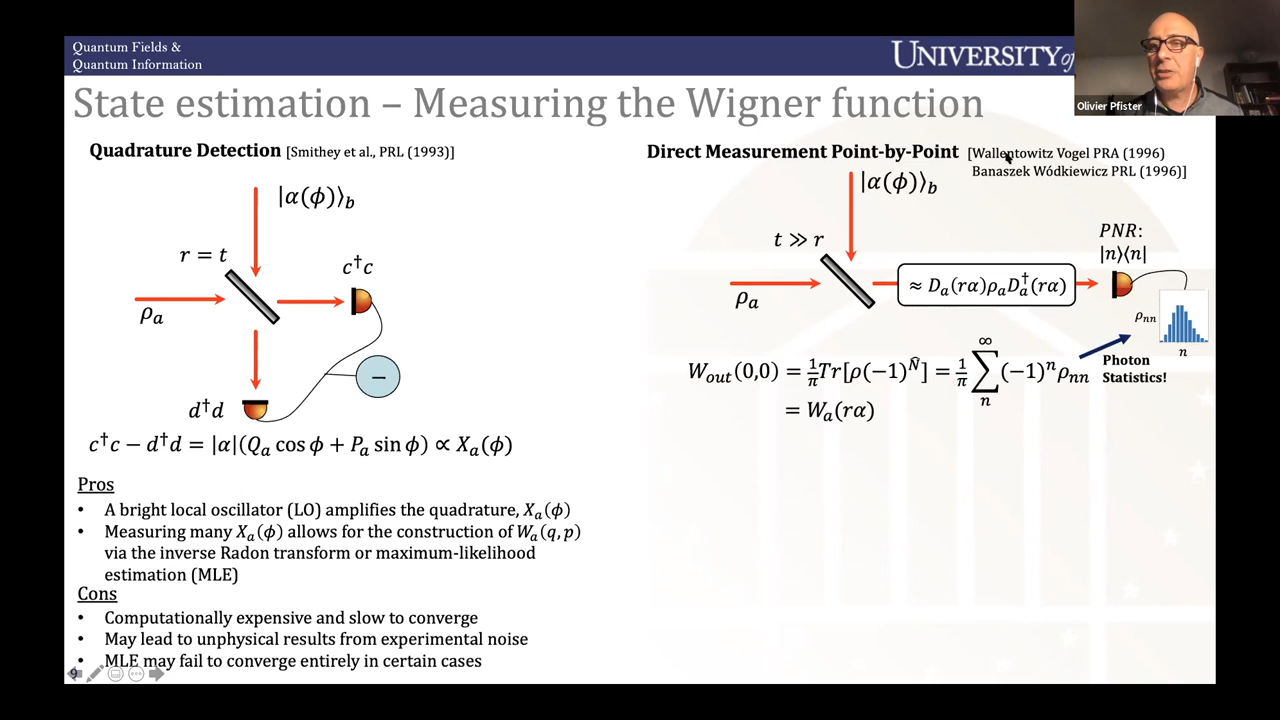 Quantum Fields &
Quantum Information
UNIVERSITY of
Olivier Pfister
State estimation – Measuring the Wigner function
Quadrature Detection [Smithey et al., PRL (1993)]
|α(ϕ)⟩_b
r = t
c†c
ρ_a
−
d†d
c†c − d†d = |α|(Q_a cos ϕ + P_a sin ϕ) ∝ X_a(ϕ)
Pros
• A bright local oscillator (LO) amplifies the quadrature, X_a(ϕ)
• Measuring many X_a(ϕ) allows for the construction of W_a(q, p)
via the inverse Radon transform or maximum-likelihood
estimation (MLE)
Cons
• Computationally expensive and slow to converge
• May lead to unphysical results from experimental noise
• MLE may fail to converge entirely in certain cases
9
Direct Measurement Point-by-Point [Wallentowitz Vogel PRA (1996)
Banaszek Wódkiewicz PRL (1996)]
|α(ϕ)⟩_b
t ≫ r
PNR:
|n⟩⟨n|
≈ D_a(rα)ρ_a D_a†(rα)
ρ_a
ρ_nn
n
W_out(0,0) = 1/π Tr[ρ(−1)^N̂] = 1/π ∑_n^∞ (−1)^n ρ_nn
Photon
Statistics!
= W_a(rα)